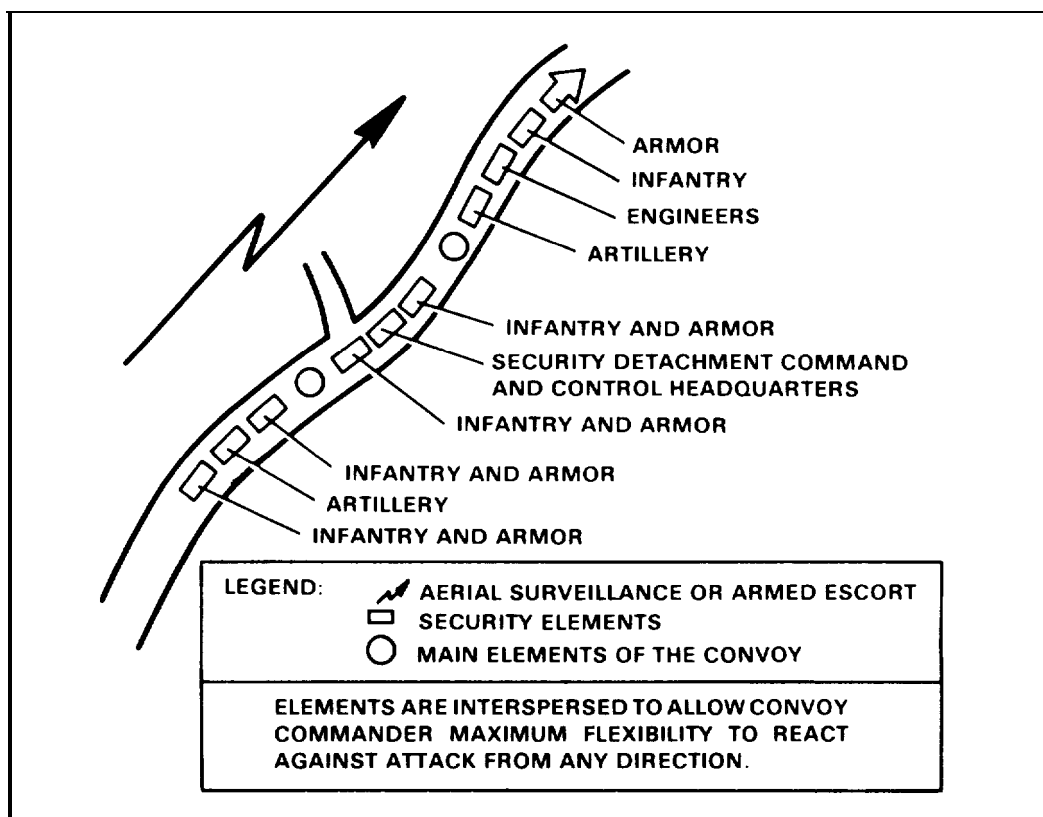 ARMOR
INFANTRY
ENGINEERS
ARTILLERY
INFANTRY AND ARMOR
SECURITY DETACHMENT COMMAND
AND CONTROL HEADQUARTERS
INFANTRY AND ARMOR
INFANTRY AND ARMOR
ARTILLERY
INFANTRY AND ARMOR
LEGEND:
AERIAL SURVEILLANCE OR ARMED ESCORT
SECURITY ELEMENTS
MAIN ELEMENTS OF THE CONVOY
ELEMENTS ARE INTERSPERSED TO ALLOW CONVOY
COMMANDER MAXIMUM FLEXIBILITY TO REACT
AGAINST ATTACK FROM ANY DIRECTION.